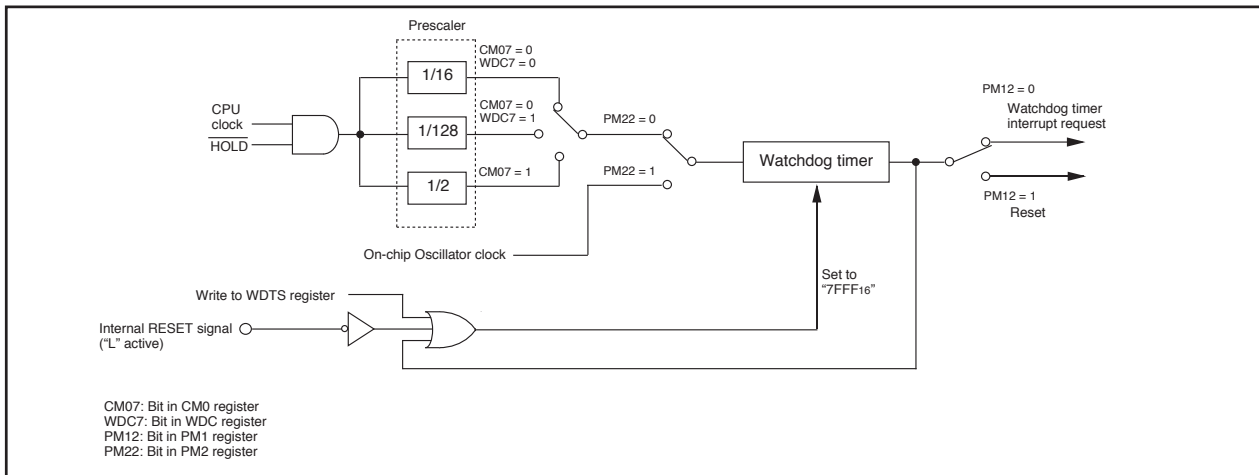 Prescaler
CM07 = 0
WDC7 = 0
1/16
CPU
clock
HOLD
CM07 = 0
WDC7 = 1
1/128
PM22 = 0
CM07 = 1
1/2
PM22 = 1
Watchdog timer
PM12 = 0
Watchdog timer
interrupt request
PM12 = 1
Reset
On-chip Oscillator clock
Set to
“7FFF16”
Write to WDTS register
Internal RESET signal
(“L” active)
CM07: Bit in CM0 register
WDC7: Bit in WDC register
PM12: Bit in PM1 register
PM22: Bit in PM2 register